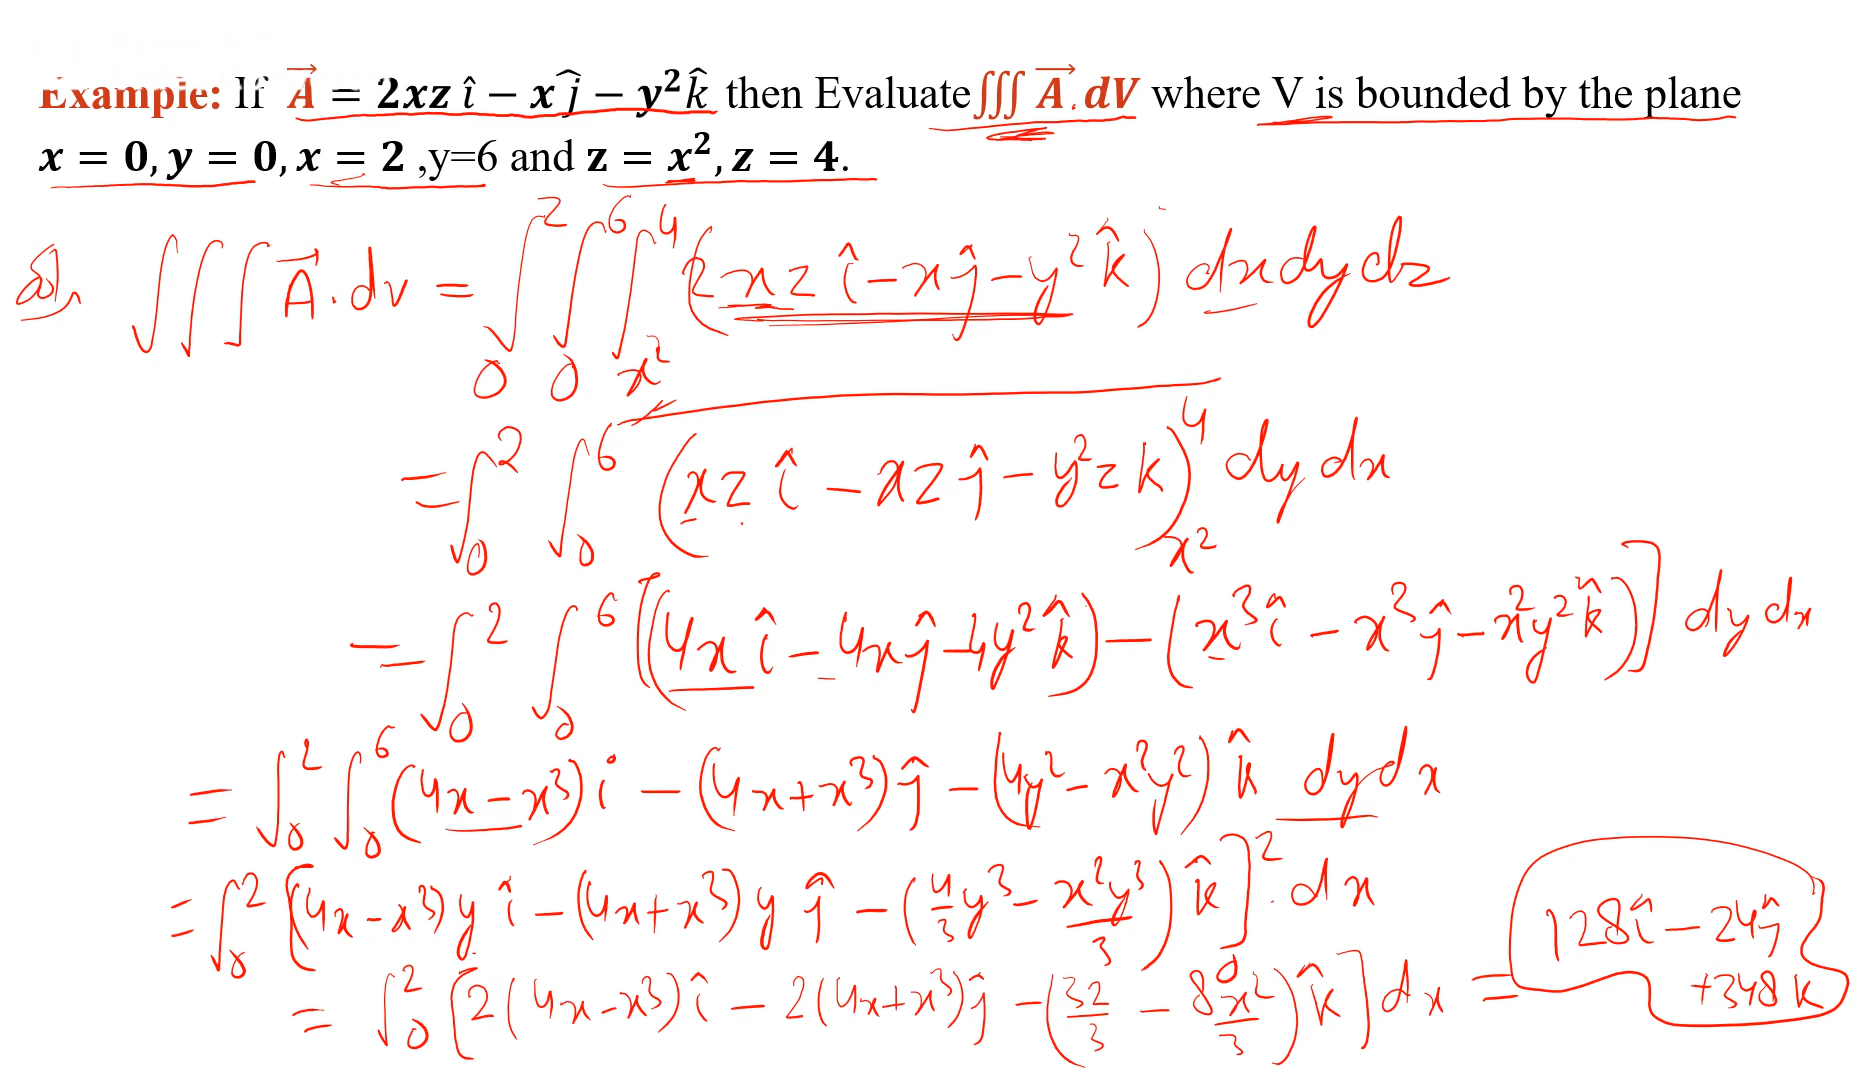 Example: If A⃗ = 2xz î − x ĵ − y²k̂ then Evaluate ∭ A⃗. dV where V is bounded by the plane
x = 0, y = 0, x = 2 ,y=6 and z = x², z = 4.
Soln ∫∫∫ A⃗. dv = ∫₀² ∫₀⁶ ∫_{x²}^4 (2xz î − x ĵ − y² k̂) dx dy dz
= ∫₀² ∫₀⁶ (xz î − xz ĵ − y²z k)_{x²}^4 dy dx
= ∫₀² ∫₀⁶ [(4x î − 4x ĵ − 4y² k̂) − (x³ î − x³ ĵ − x²y² k̂)] dy dx
= ∫₀² ∫₀⁶ (4x − x³) i − (4x + x³) ĵ − (4y² − x²y²) k̂ dy dx
= ∫₀² [(4x − x³) y î − (4x + x³) y ĵ − (4/3 y³ − x²y³/3) k̂]₀² dx
= ∫₀² [2(4x − x³) î − 2(4x + x³) ĵ − (32/3 − 8x²/3) k̂] dx = 128 î − 24 ĵ
+348 k